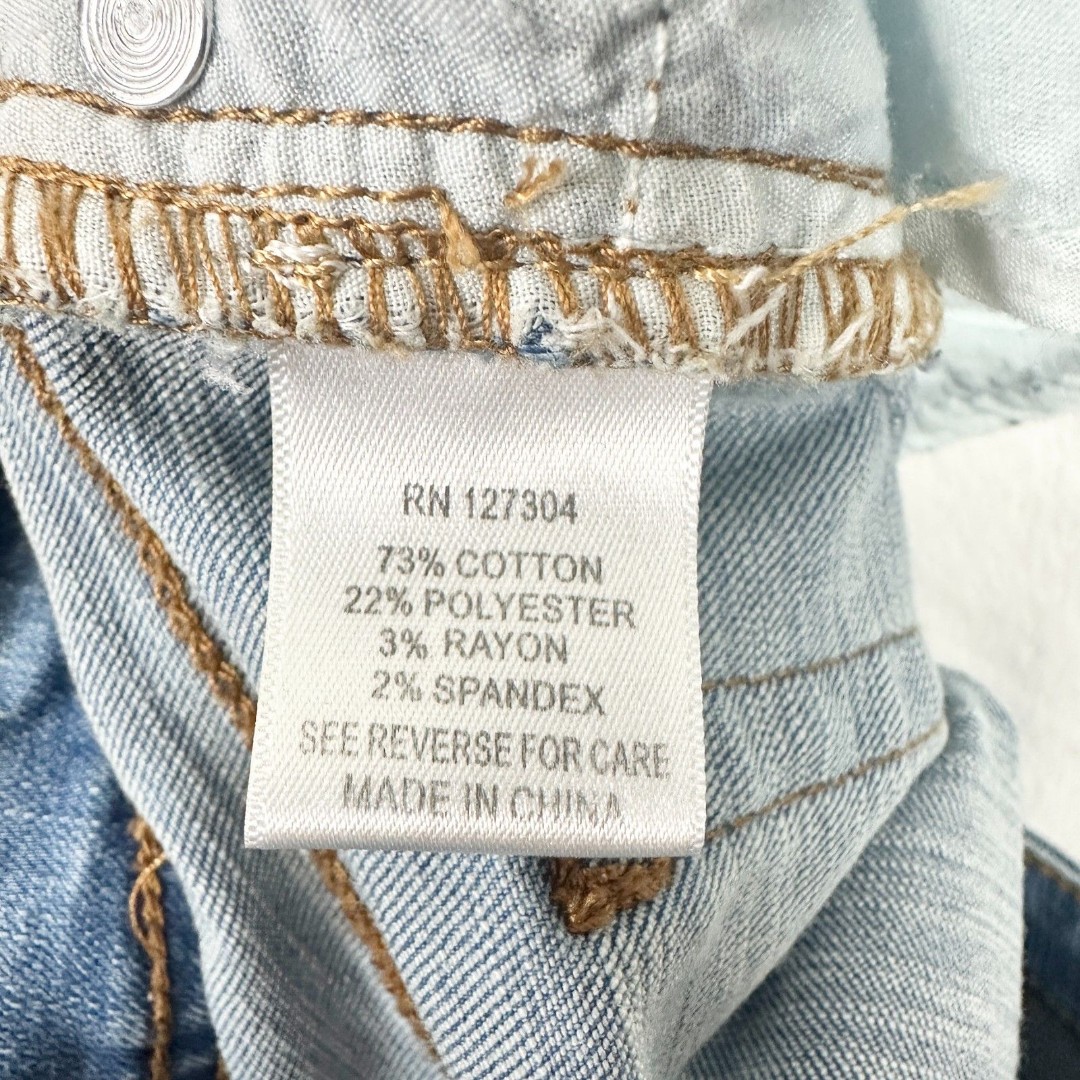 RN 127304
73% COTTON
22% POLYESTER
3% RAYON
2% SPANDEX
SEE REVERSE FOR CARE
MADE IN CHINA